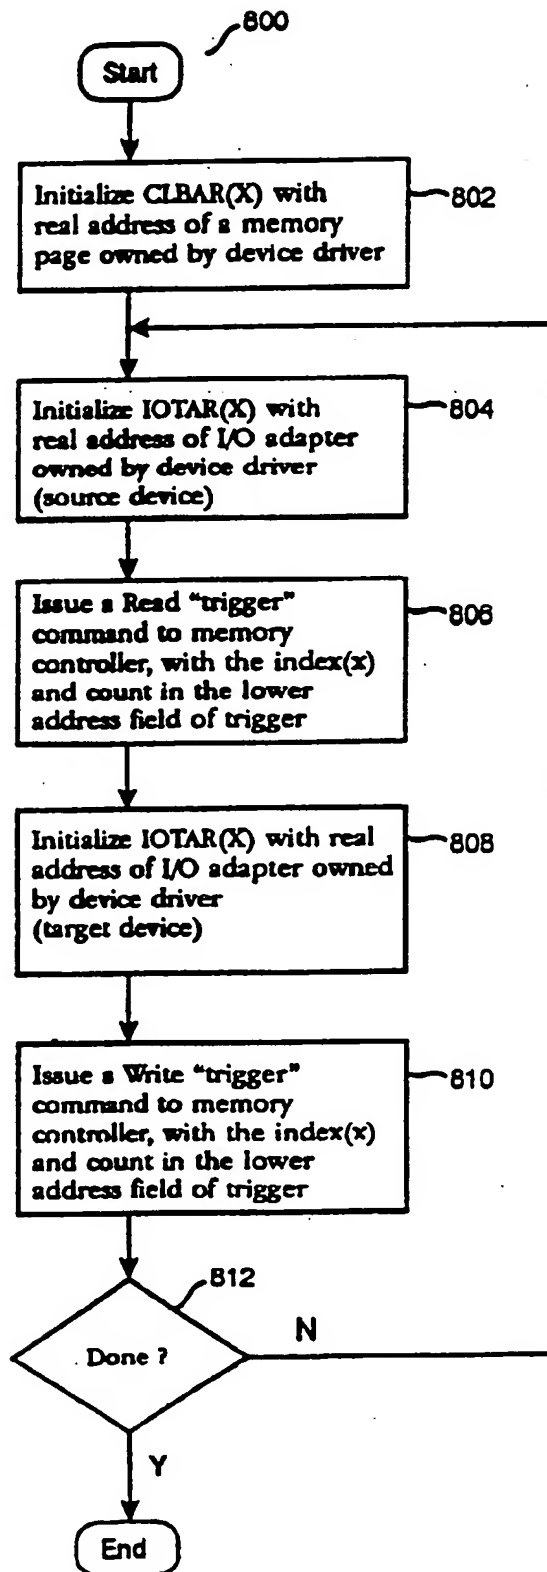 800
Start
Initialize CLBAR(X) with
real address of a memory
page owned by device driver
802
Initialize IOTAR(X) with
real address of I/O adapter
owned by device driver
(source device)
804
Issue a Read "trigger"
command to memory
controller, with the index(x)
and count in the lower
address field of trigger
806
Initialize IOTAR(X) with real
address of I/O adapter owned
by device driver
(target device)
808
Issue a Write "trigger"
command to memory
controller, with the index(x)
and count in the lower
address field of trigger
810
812
Done ?
N
Y
End